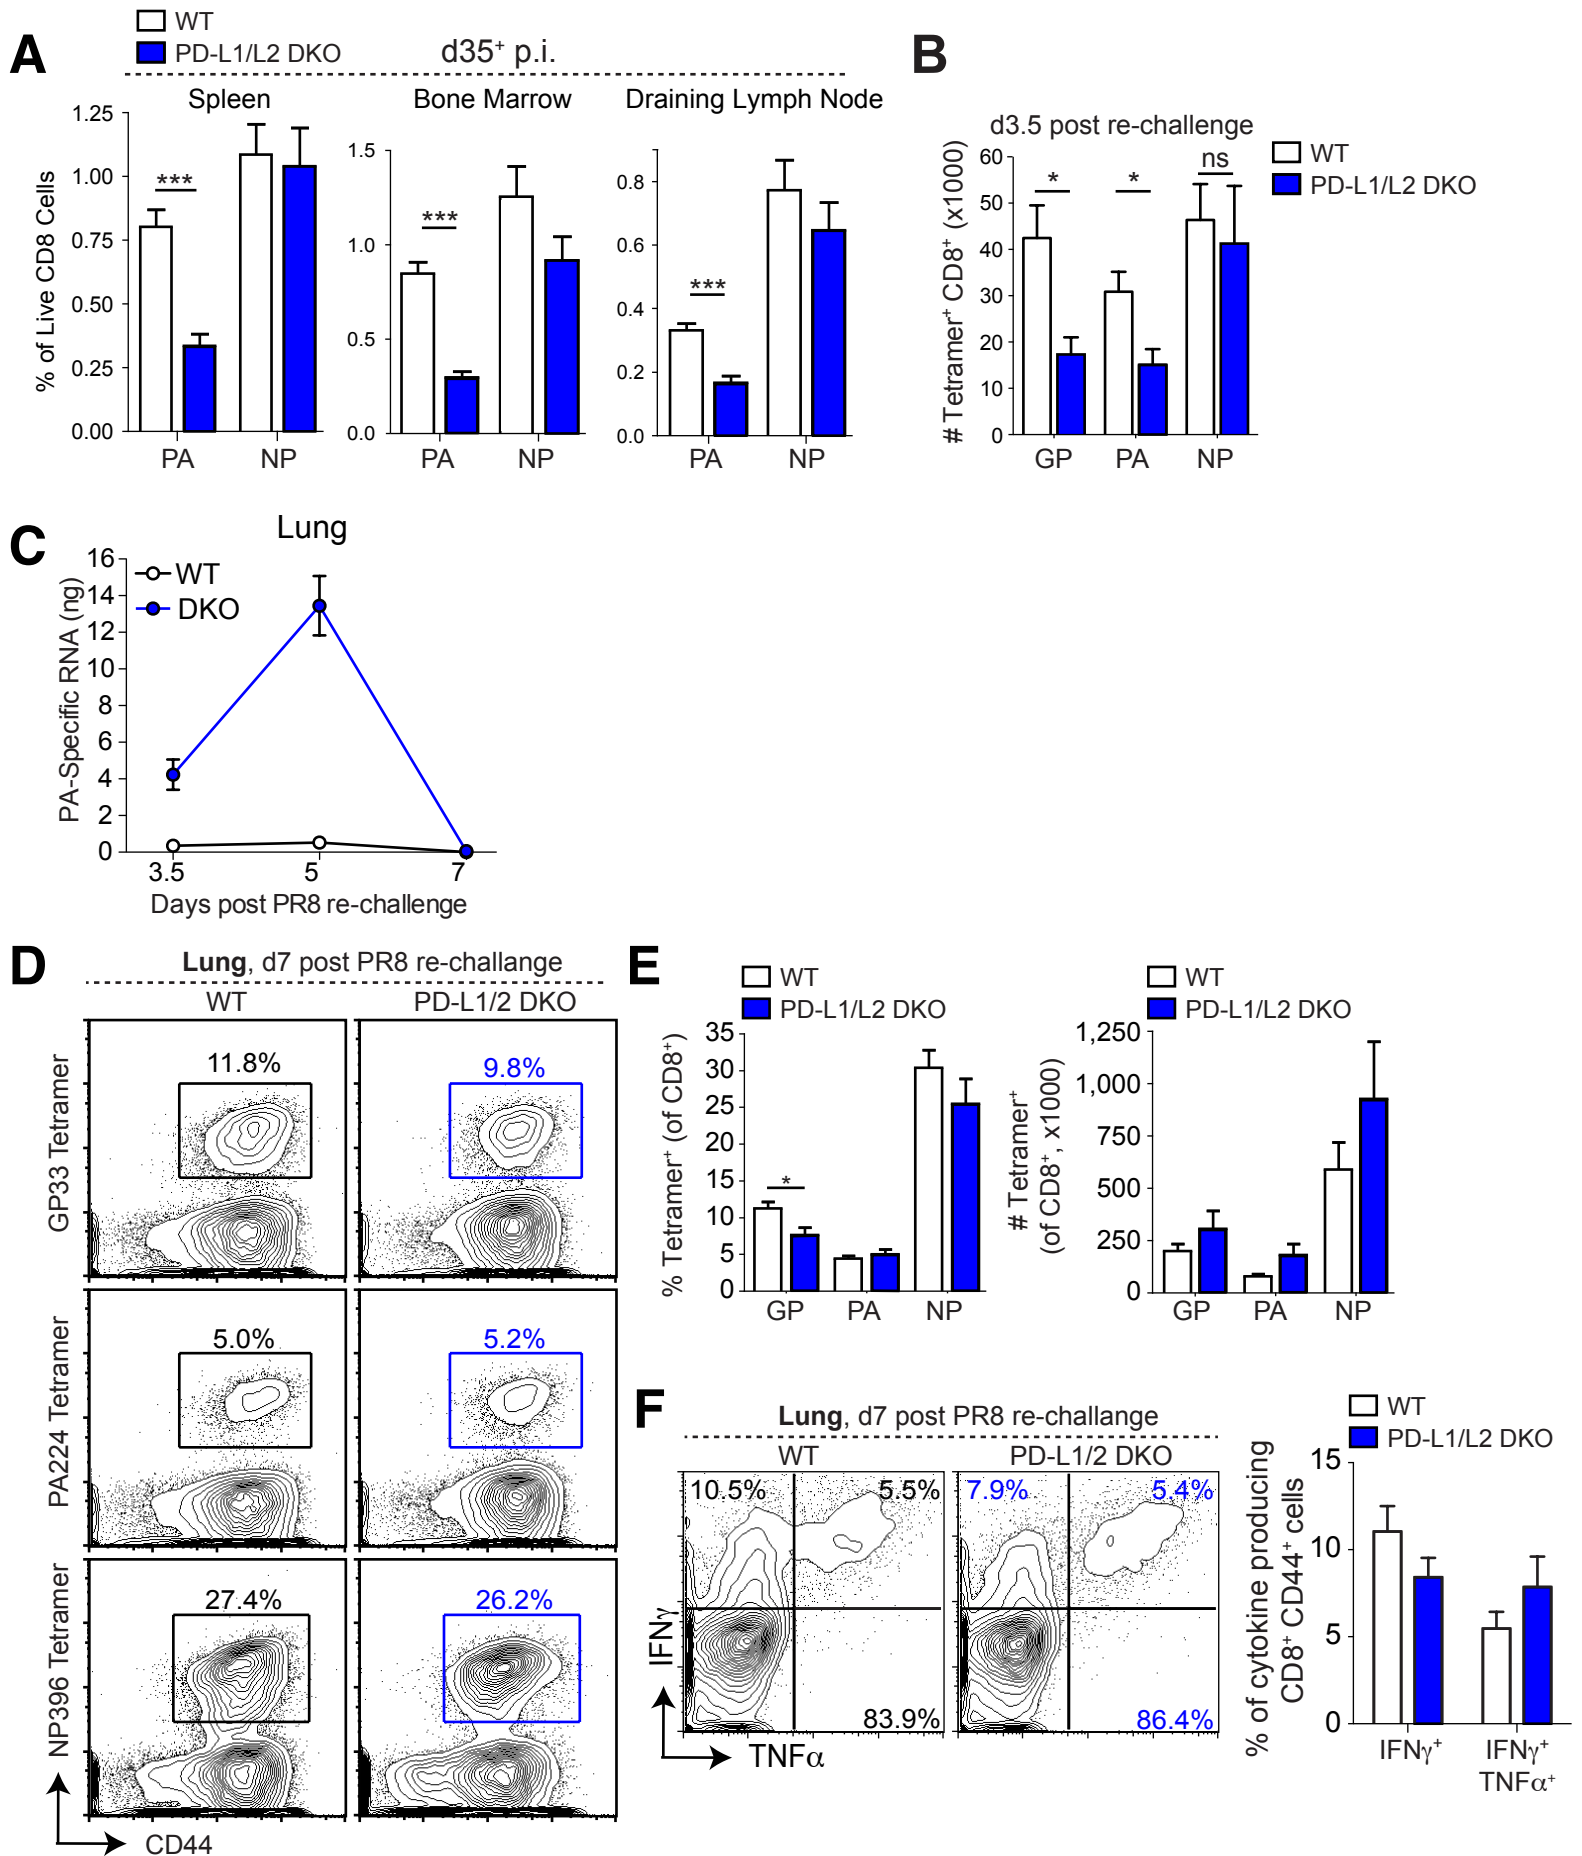 A
WT
PD-L1/L2 DKO
d35+ p.i.
Spleen
Bone Marrow
Draining Lymph Node
% of Live CD8 Cells
1.25
1.00
0.75
0.50
0.25
0.00
***
PA
NP
1.5
1.0
0.5
0.0
***
PA
NP
0.8
0.6
0.4
0.2
0.0
***
PA
NP
B
d3.5 post re-challenge
WT
PD-L1/L2 DKO
# Tetramer+ CD8+ (x1000)
60
50
40
30
20
10
0
*
*
ns
GP
PA
NP
C
Lung
WT
DKO
PA-Specific RNA (ng)
16
14
12
10
8
6
4
2
0
3.5
5
7
Days post PR8 re-challenge
D
Lung, d7 post PR8 re-challange
WT
PD-L1/2 DKO
GP33 Tetramer
11.8%
9.8%
PA224 Tetramer
5.0%
5.2%
NP396 Tetramer
27.4%
26.2%
CD44
E
WT
PD-L1/L2 DKO
% Tetramer+ (of CD8+)
35
30
25
20
15
10
5
0
*
GP
PA
NP
WT
PD-L1/L2 DKO
# Tetramer+
(of CD8+, x1000)
1,250
1,000
750
500
250
0
GP
PA
NP
F
Lung, d7 post PR8 re-challange
WT
PD-L1/2 DKO
10.5%
5.5%
83.9%
7.9%
5.4%
86.4%
IFNγ
TNFα
WT
PD-L1/L2 DKO
% of cytokine producing
CD8+ CD44+ cells
15
10
5
0
IFNγ+
IFNγ+
TNFα+